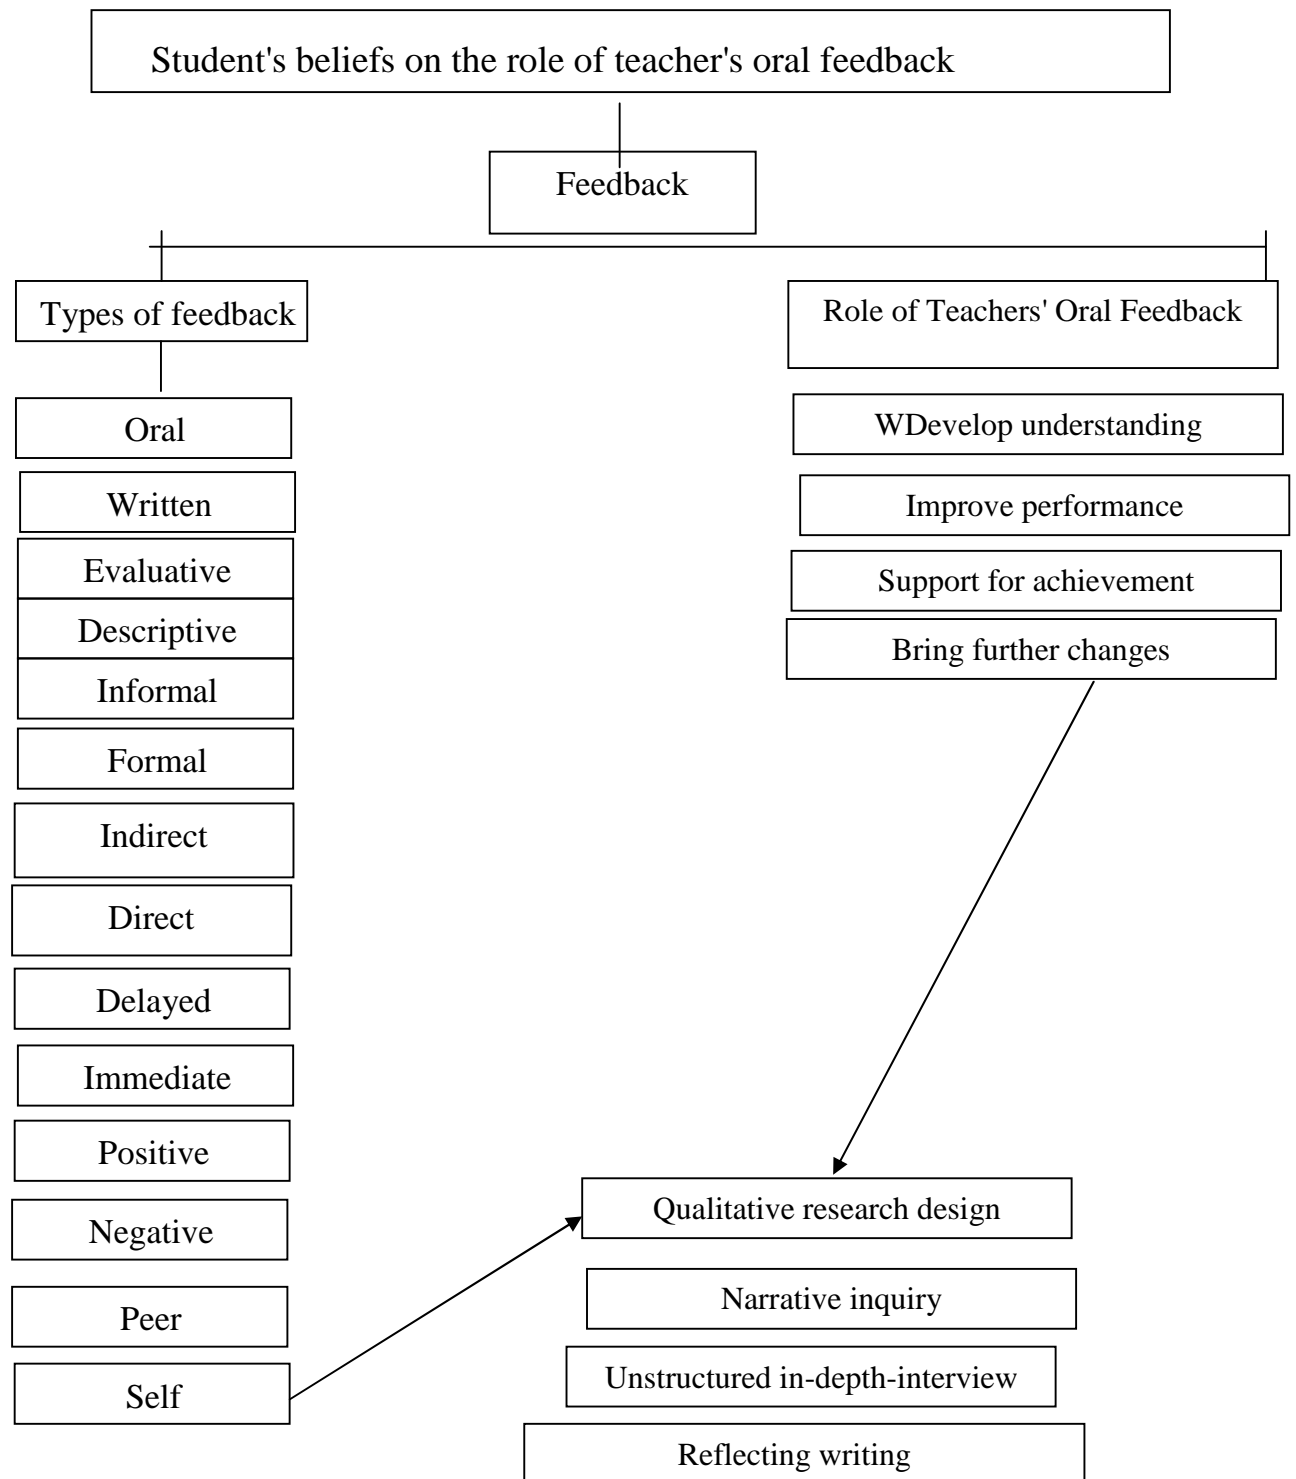 Student's beliefs on the role of teacher's oral feedback
Feedback
Types of feedback
Oral
Written
Evaluative
Descriptive
Informal
Formal
Indirect
Direct
Delayed
Immediate
Positive
Negative
Peer
Self
Role of Teachers' Oral Feedback
WDevelop understanding
Improve performance
Support for achievement
Bring further changes
Qualitative research design
Narrative inquiry
Unstructured in-depth-interview
Reflecting writing